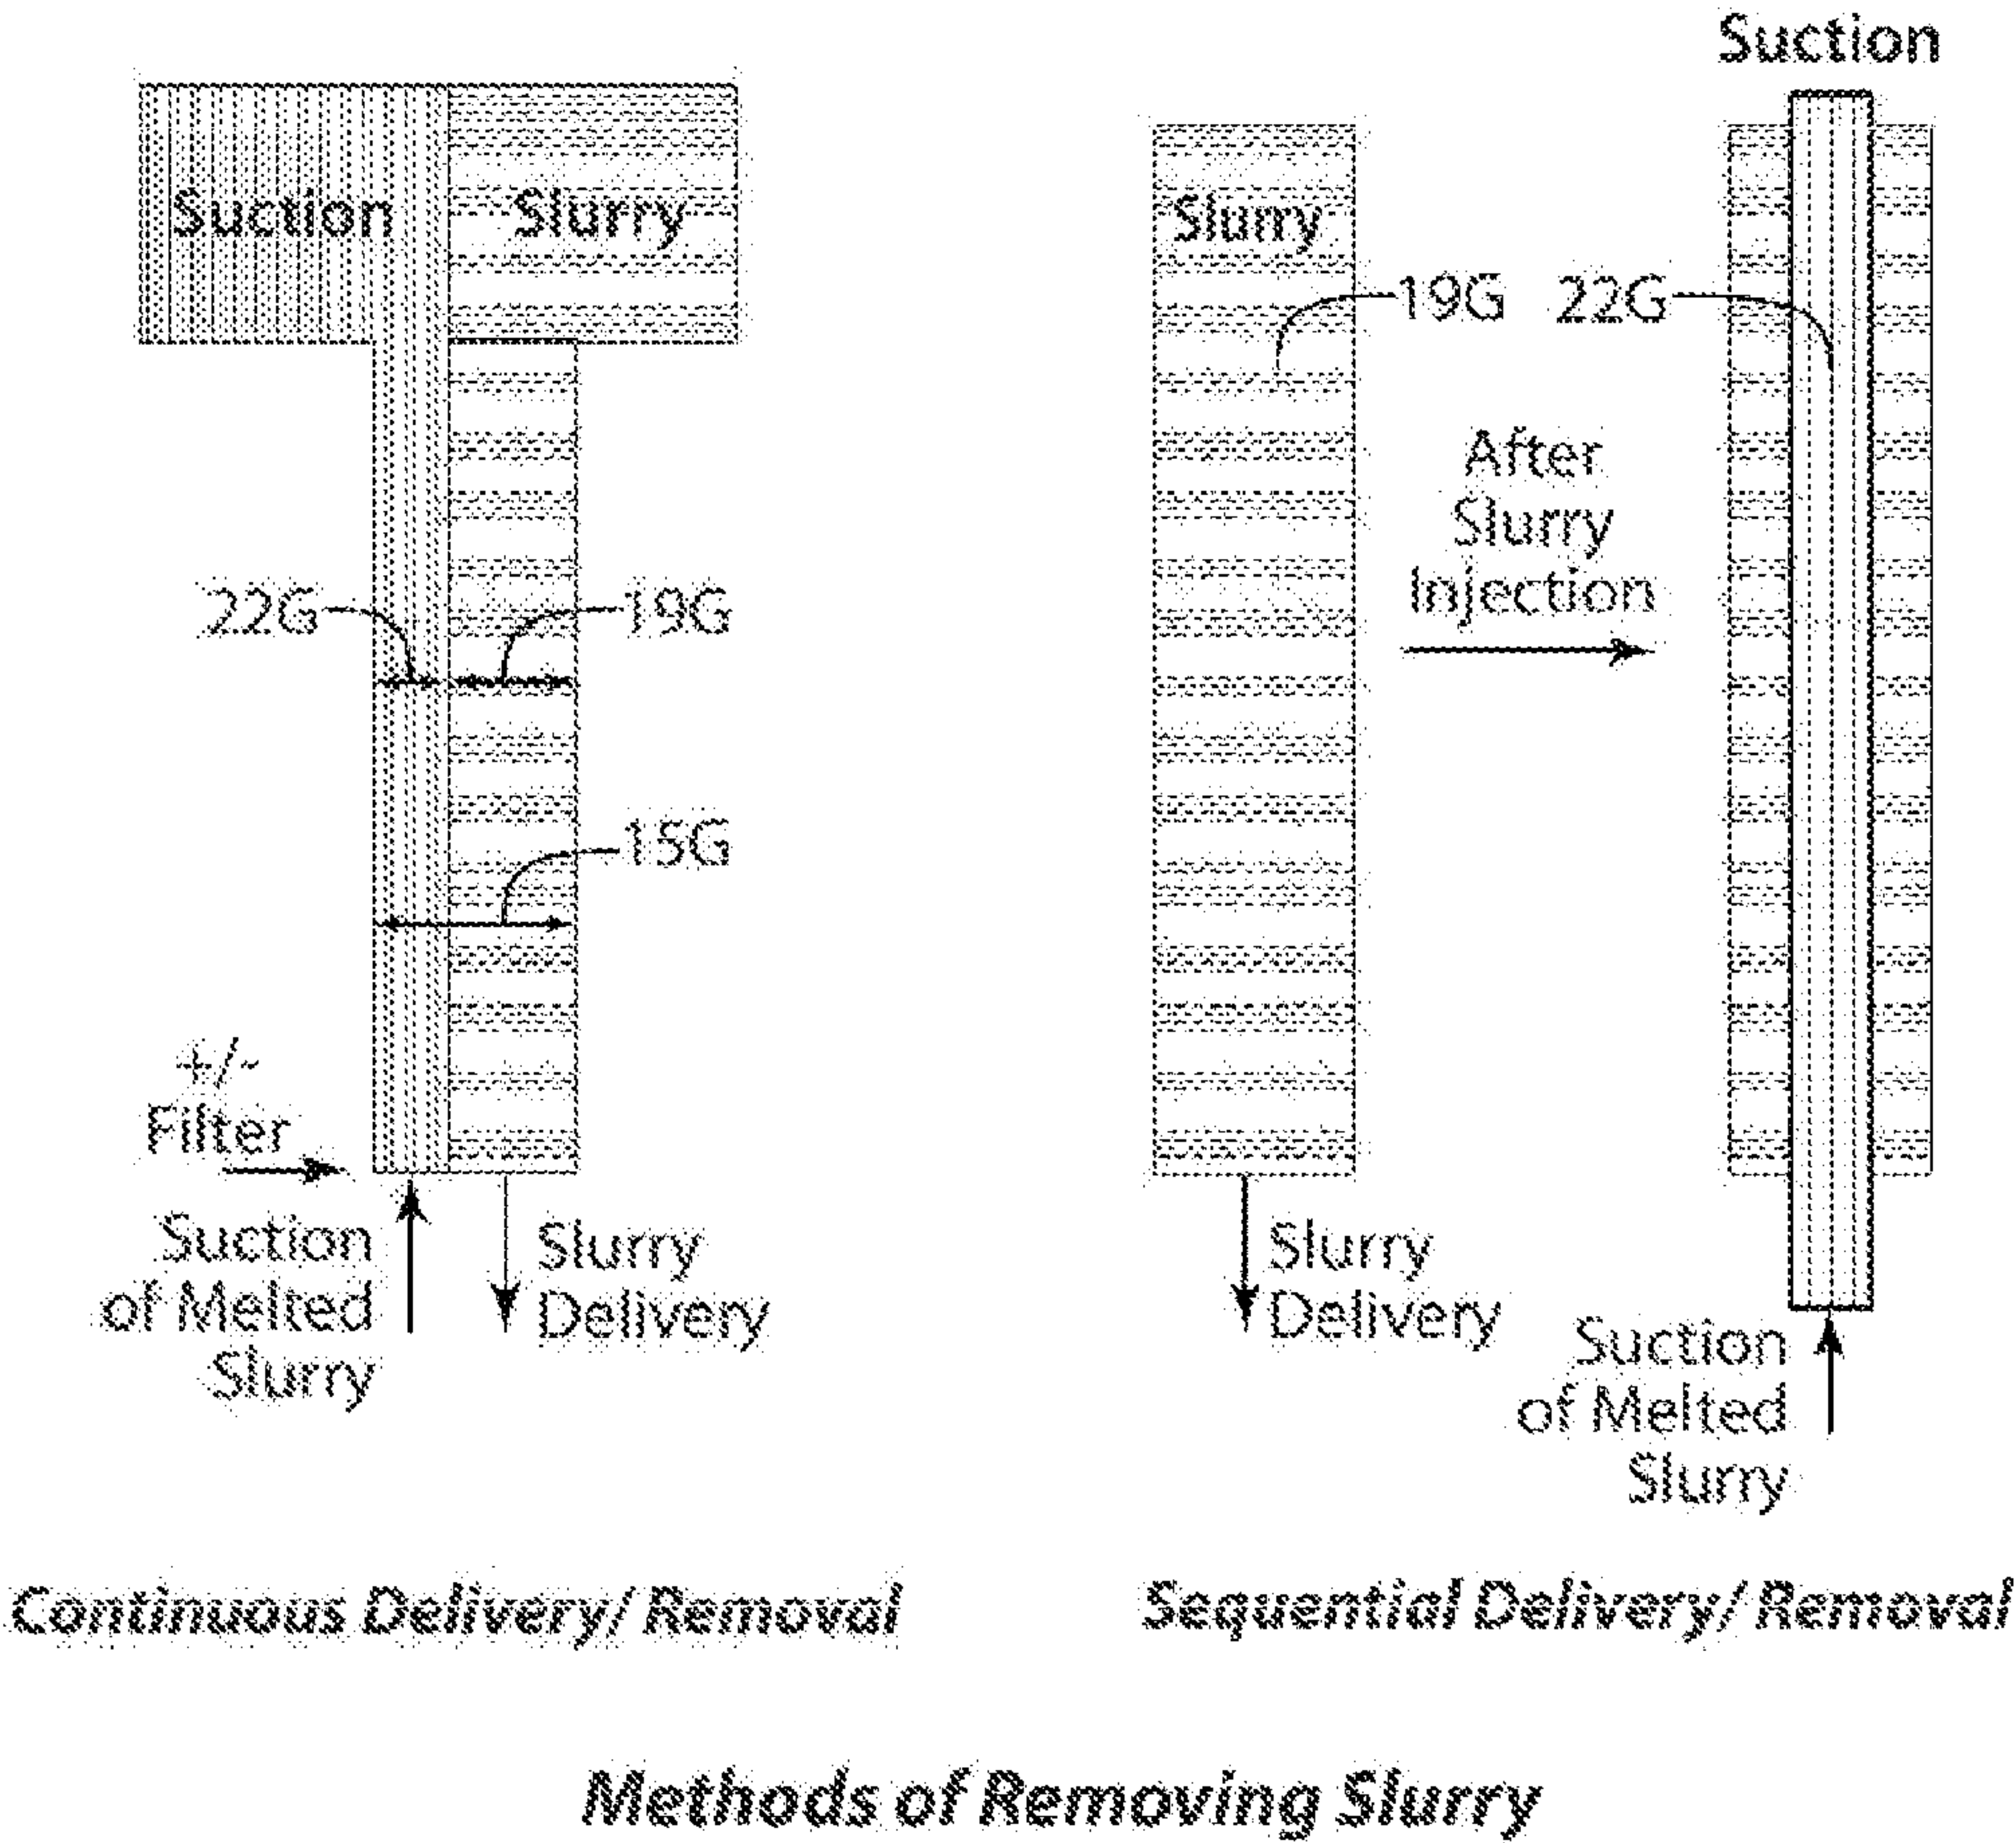 Suction
Slurry
22G
19G
15G
+/-
Filter
Suction
of Melted
Slurry
Slurry
Delivery
Continuous Delivery/ Removal
Suction
Slurry
19G
22G
After
Slurry
Injection
Slurry
Delivery
Suction
of Melted
Slurry
Sequential Delivery/ Removal
Methods of Removing Slurry